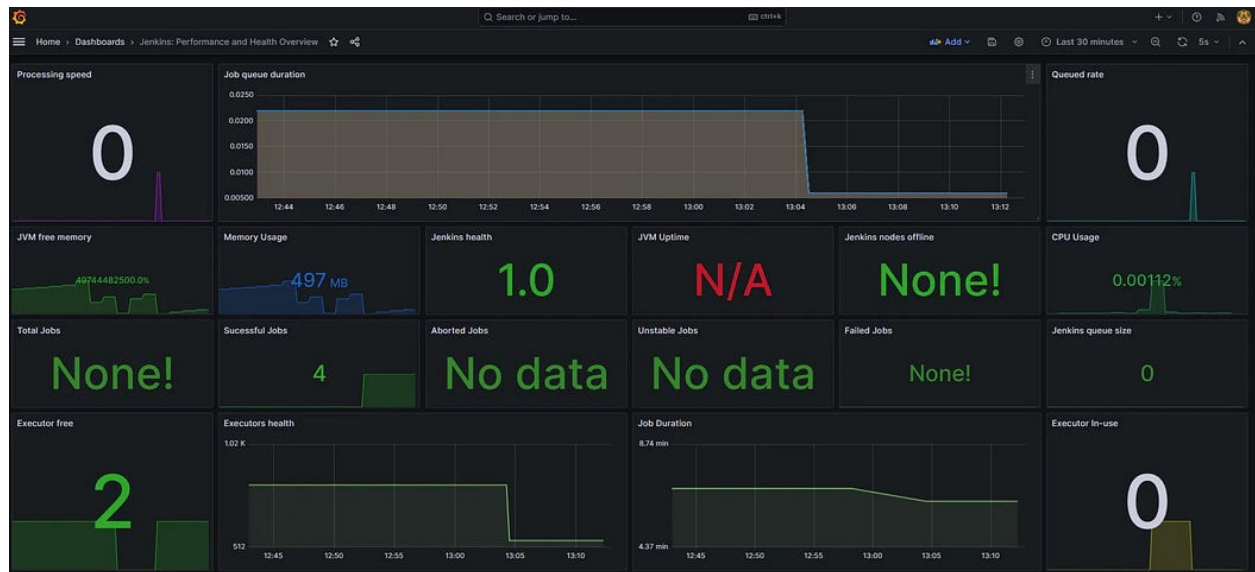 Search or jump to...
ctrl+k
Home › Dashboards › Jenkins: Performance and Health Overview
Add
Last 30 minutes
5s
Processing speed
0
Job queue duration
0.0250
0.0200
0.0150
0.0100
0.00500
12:44 12:46 12:48 12:50 12:52 12:54 12:56 12:58 13:00 13:02 13:04 13:06 13:08 13:10 13:12
Queued rate
0
JVM free memory
49744482500.0%
Memory Usage
497 MB
Jenkins health
1.0
JVM Uptime
N/A
Jenkins nodes offline
None!
CPU Usage
0.00112%
Total Jobs
None!
Sucessful Jobs
4
Aborted Jobs
No data
Unstable Jobs
No data
Failed Jobs
None!
Jenkins queue size
0
Executor free
2
Executors health
1.02 K
512
12:45 12:50 12:55 13:00 13:05 13:10
Job Duration
8.74 min
4.37 min
12:45 12:50 12:55 13:00 13:05 13:10
Executor In-use
0